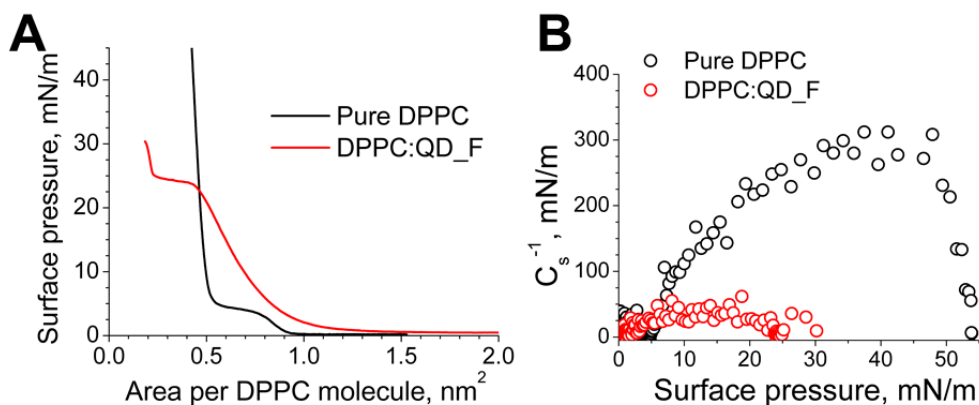 A
Surface pressure, mN/m
40
20
0
0.0 0.5 1.0 1.5 2.0
Area per DPPC molecule, nm²
Pure DPPC
DPPC:QD_F
B
Pure DPPC
DPPC:QD_F
C_s⁻¹, mN/m
400
300
200
100
0
0 10 20 30 40 50
Surface pressure, mN/m